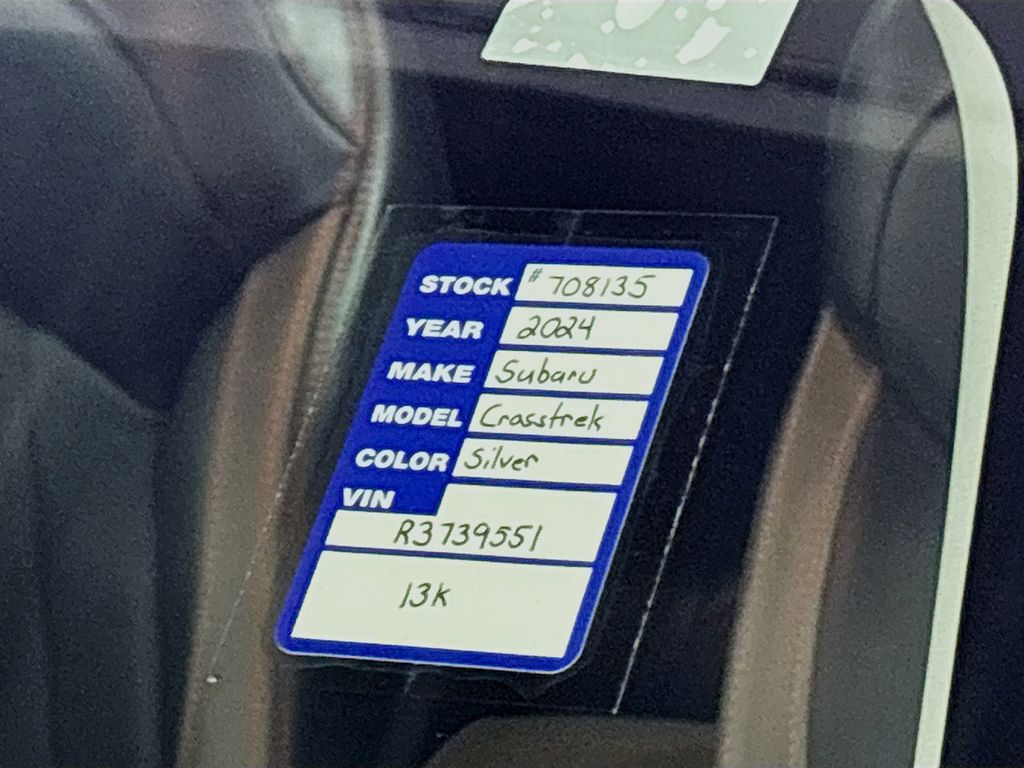 STOCK #708135
YEAR 2024
MAKE Subaru
MODEL Crosstrek
COLOR Silver
VIN
R3739551
13k